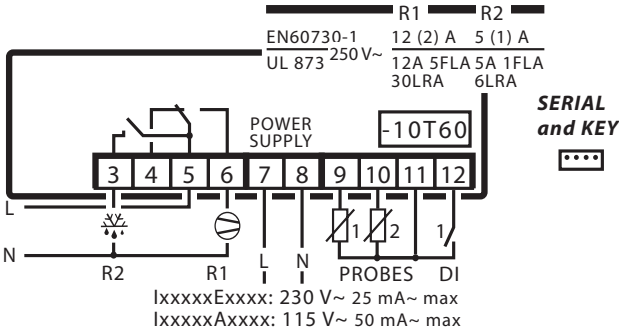 R1 R2
EN60730-1 250 V~ 12 (2) A 5 (1) A
UL 873 12A 5FLA 5A 1FLA
30LRA 6LRA
SERIAL
and KEY
POWER
SUPPLY
-10T60
3 4 5 6 7 8 9 10 11 12
L
1 2 1
N
R2 R1 L N PROBES DI
IxxxxxExxxx: 230 V~ 25 mA~ max
IxxxxxAxxxx: 115 V~ 50 mA~ max